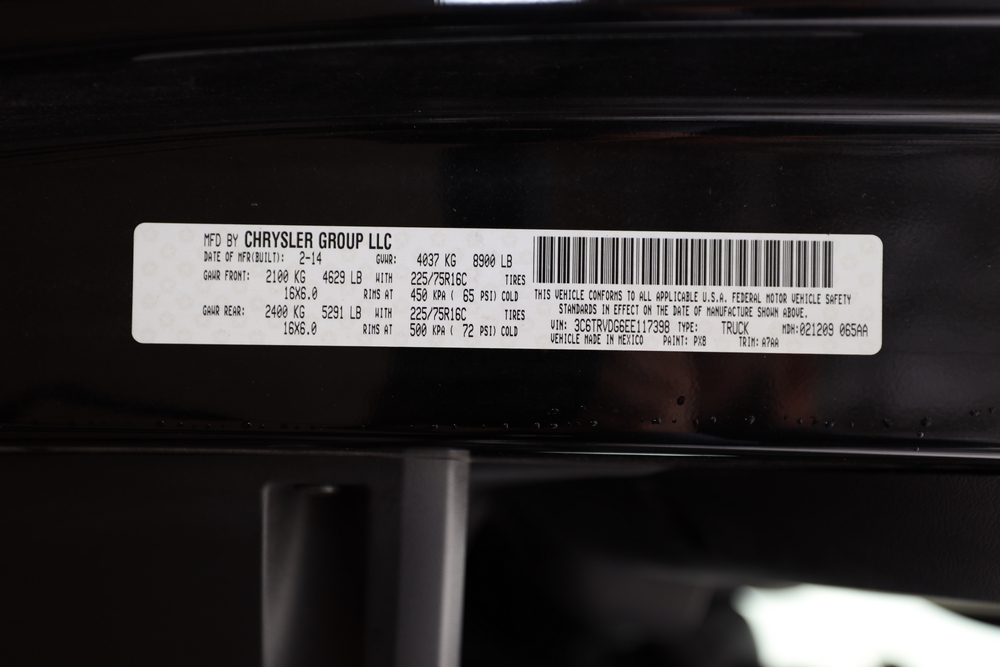 MFD BY CHRYSLER GROUP LLC
DATE OF MFR(BUILT): 2-14 GVWR: 4037 KG 8900 LB
GAWR FRONT: 2100 KG 4629 LB WITH 225/75R16C TIRES
16X6.0 RIMS AT 450 KPA ( 65 PSI) COLD
GAWR REAR: 2400 KG 5291 LB WITH 225/75R16C TIRES
16X6.0 RIMS AT 500 KPA ( 72 PSI) COLD
THIS VEHICLE CONFORMS TO ALL APPLICABLE U.S.A. FEDERAL MOTOR VEHICLE SAFETY
STANDARDS IN EFFECT ON THE DATE OF MANUFACTURE SHOWN ABOVE.
VIN: 3C6TRVDG6EE117398 TYPE: TRUCK MDH:021209 065AA
VEHICLE MADE IN MEXICO PAINT: PXB TRIM: A7AA